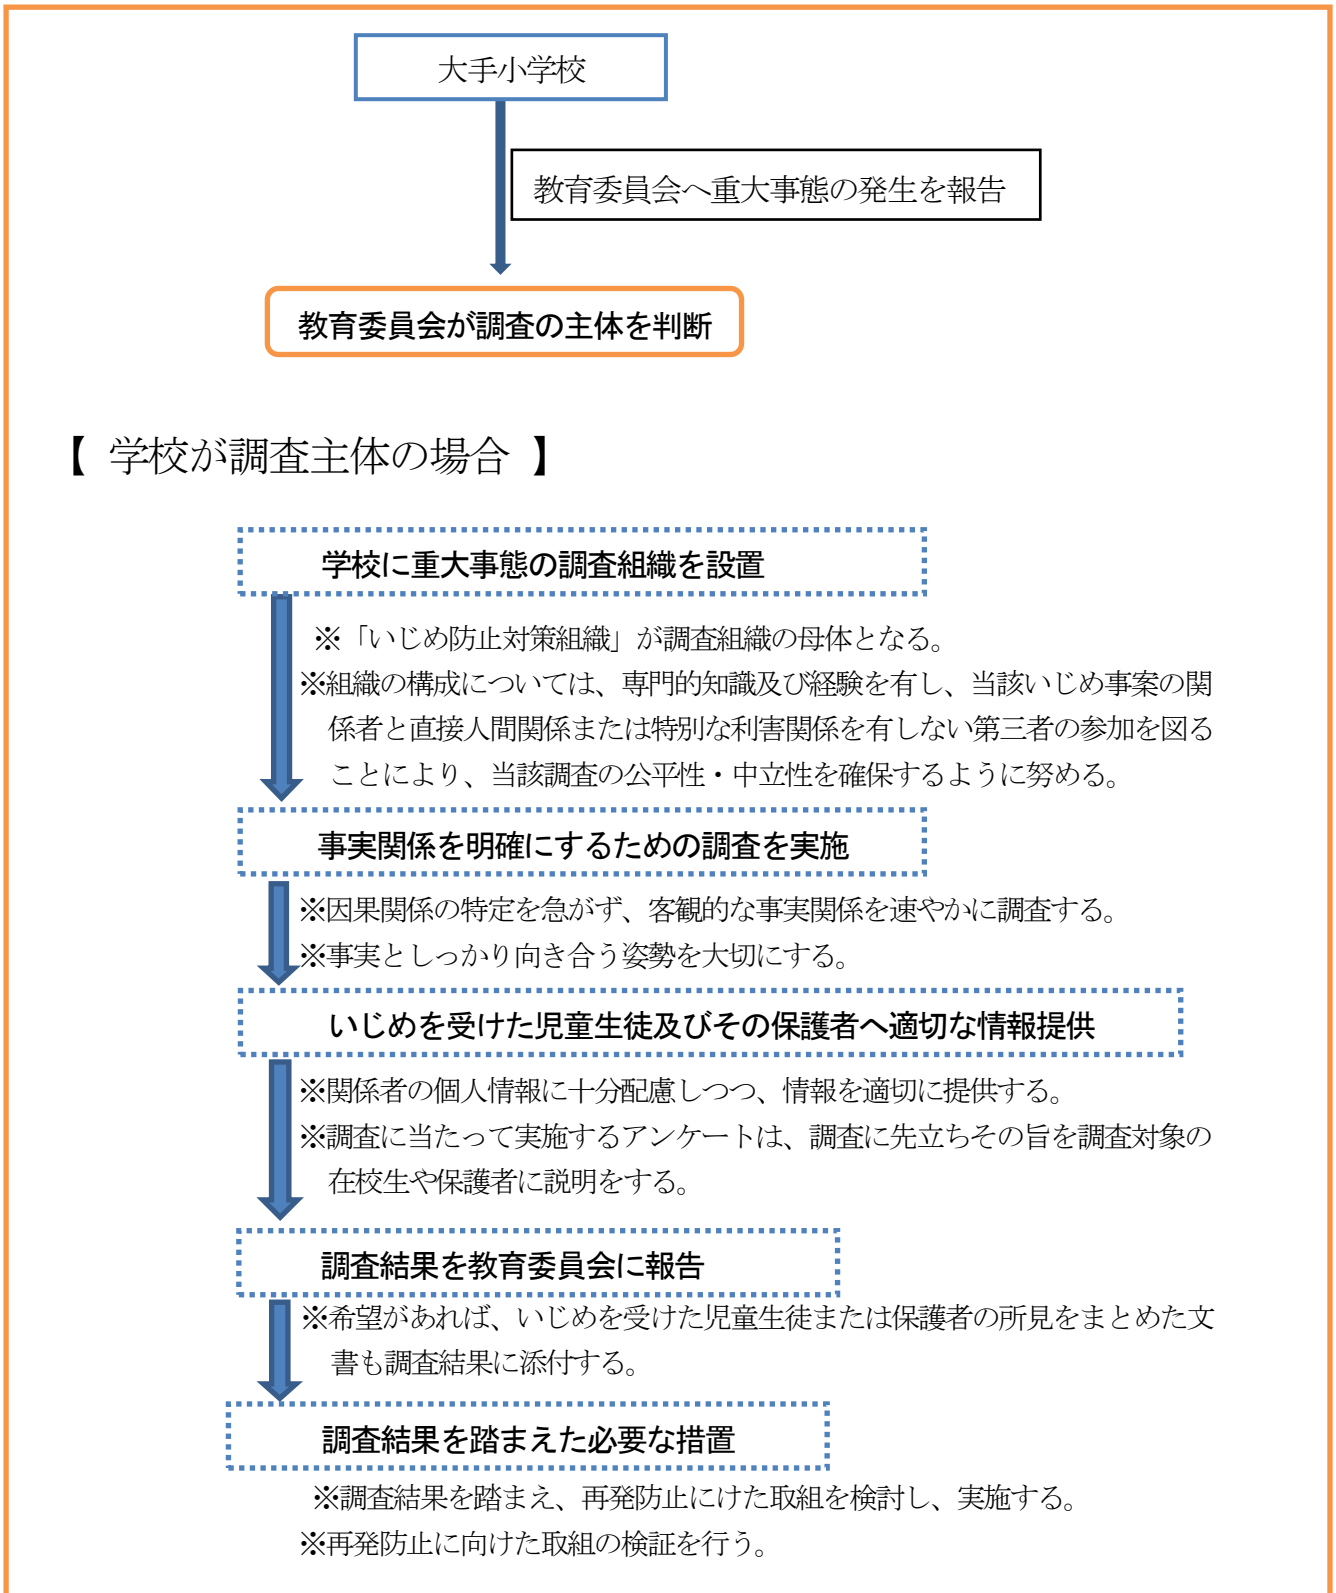 大手小学校
教育委員会へ重大事態の発生を報告
教育委員会が調査の主体を判断
【 学校が調査主体の場合 】
学校に重大事態の調査組織を設置
※「いじめ防止対策組織」が調査組織の母体となる。
※組織の構成については、専門的知識及び経験を有し、当該いじめ事案の関
係者と直接人間関係または特別な利害関係を有しない第三者の参加を図る
ことにより、当該調査の公平性・中立性を確保するように努める。
事実関係を明確にするための調査を実施
※因果関係の特定を急がず、客観的な事実関係を速やかに調査する。
※事実としっかり向き合う姿勢を大切にする。
いじめを受けた児童生徒及びその保護者へ適切な情報提供
※関係者の個人情報に十分配慮しつつ、情報を適切に提供する。
※調査に当たって実施するアンケートは、調査に先立ちその旨を調査対象の
在校生や保護者に説明をする。
調査結果を教育委員会に報告
※希望があれば、いじめを受けた児童生徒または保護者の所見をまとめた文
書も調査結果に添付する。
調査結果を踏まえた必要な措置
※調査結果を踏まえ、再発防止にけた取組を検討し、実施する。
※再発防止に向けた取組の検証を行う。